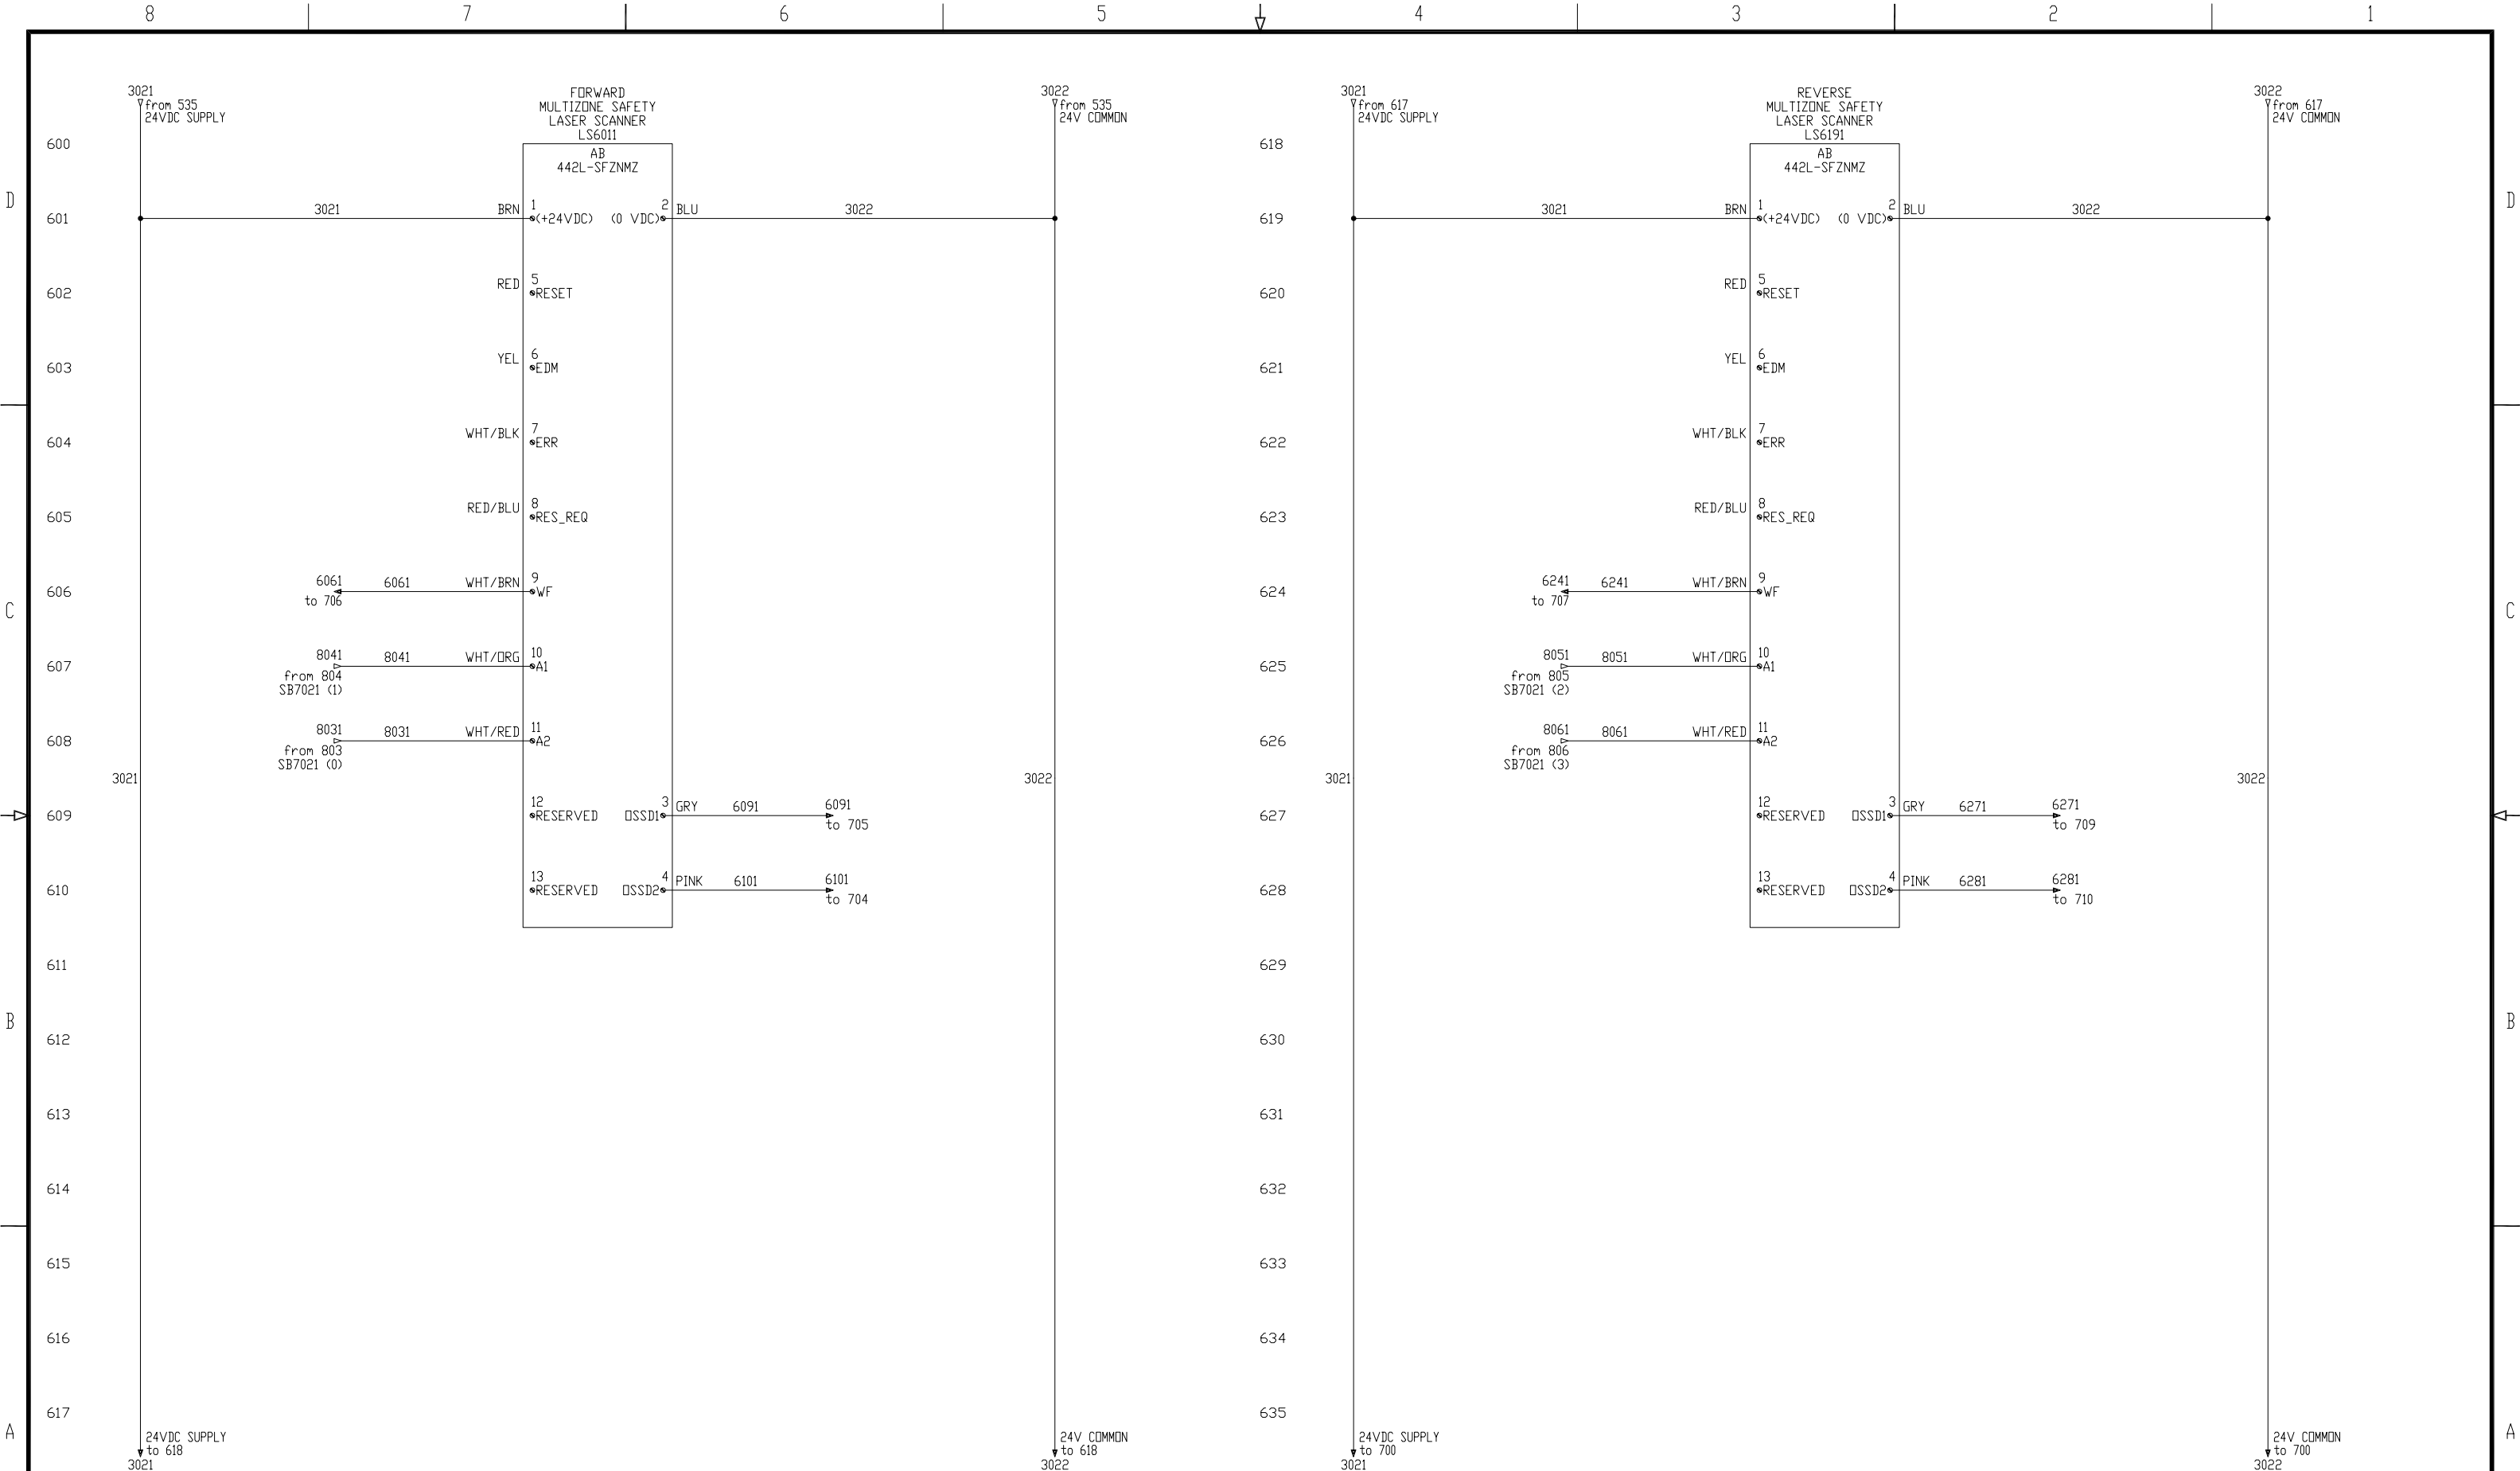 8 7 6 5 4 3 2 1
3021
from 535
24VDC SUPPLY
FORWARD
MULTIZONE SAFETY
LASER SCANNER
LS6011
AB
442L-SFZNMZ
3022
from 535
24V COMMON
600
601
3021 BRN 1 (+24VDC) (0 VDC) 2 BLU 3022
602
RED 5 RESET
603
YEL 6 EDM
604
WHT/BLK 7 ERR
605
RED/BLU 8 RES_REQ
606
6061 6061 WHT/BRN 9 WF
to 706
607
8041 8041 WHT/ORG 10 A1
from 804
SB7021 (1)
608
8031 8031 WHT/RED 11 A2
from 803
SB7021 (0)
3021
3022
609
12 RESERVED OSSD1 3 GRY 6091 6091
to 705
610
13 RESERVED OSSD2 4 PINK 6101 6101
to 704
611
612
613
614
615
616
617
24VDC SUPPLY
to 618
3021
24V COMMON
to 618
3022
3021
from 617
24VDC SUPPLY
REVERSE
MULTIZONE SAFETY
LASER SCANNER
LS6191
AB
442L-SFZNMZ
3022
from 617
24V COMMON
618
619
3021 BRN 1 (+24VDC) (0 VDC) 2 BLU 3022
620
RED 5 RESET
621
YEL 6 EDM
622
WHT/BLK 7 ERR
623
RED/BLU 8 RES_REQ
624
6241 6241 WHT/BRN 9 WF
to 707
625
8051 8051 WHT/ORG 10 A1
from 805
SB7021 (2)
626
8061 8061 WHT/RED 11 A2
from 806
SB7021 (3)
3021
3022
627
12 RESERVED OSSD1 3 GRY 6271 6271
to 709
628
13 RESERVED OSSD2 4 PINK 6281 6281
to 710
629
630
631
632
633
634
635
24VDC SUPPLY
to 700
3021
24V COMMON
to 700
3022
D
C
B
A
D
C
B
A